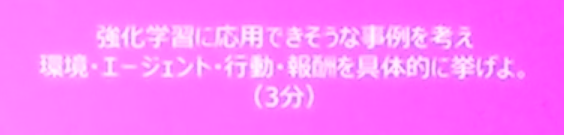 強化学習に応用できそうな事例を考え
環境・エージェント・行動・報酬を具体的に挙げよ。
（3分）